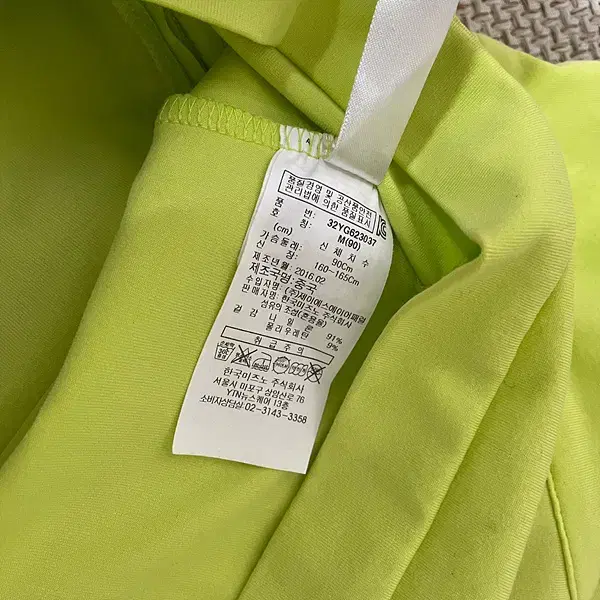 품질경영 및 공산품안전
관리법에 의한 품질표시
품 번: 32YG623037
호 칭: M(90)
(cm) 신 체 치 수
가슴둘레: 90Cm
신 장: 160-165Cm
제조년월: 2016.02
제조국명: 중국
수입자명: (주)제이에스에이어패럴
판매자명: 한국미즈노 주식회사
섬유의 조성(혼용율)
겉 감 나 일 론 91%
폴리우레탄 9%
취 급 주 의
한국미즈노 주식회사
서울시 마포구 상암산로 76
YTN뉴스퀘어 13층
소비자상담실: 02-3143-3358